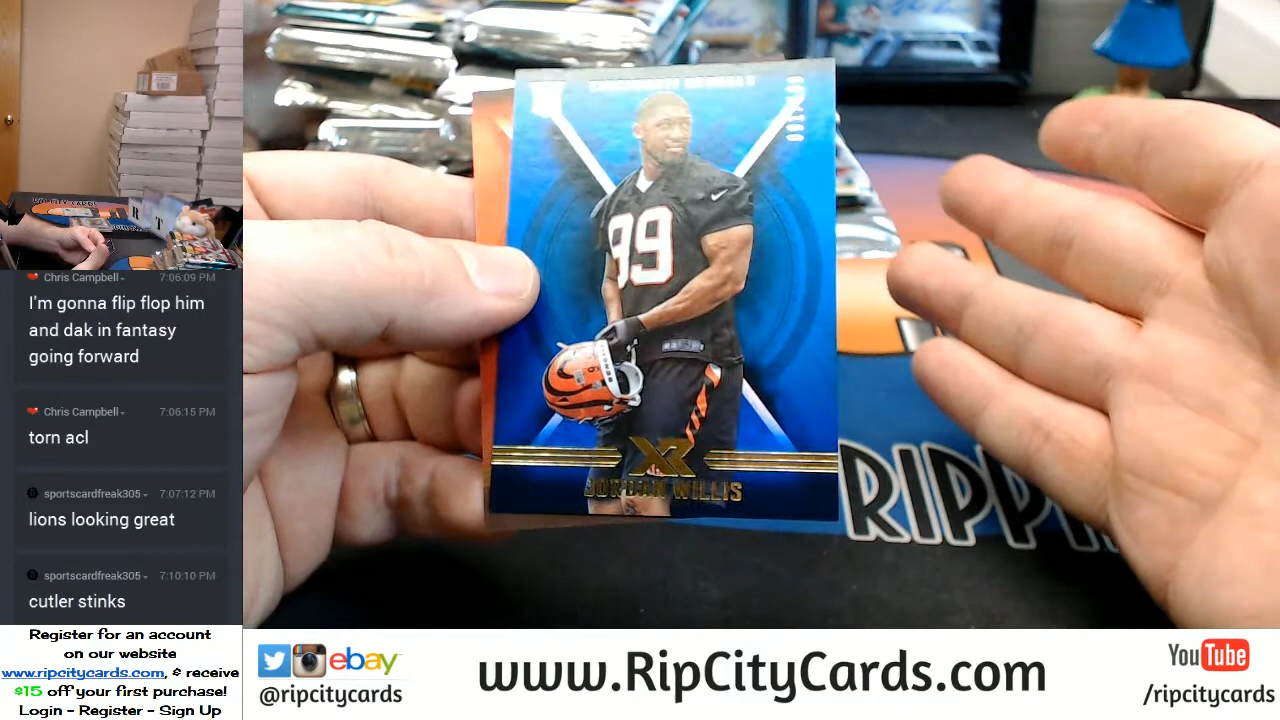 Chris Campbell 7:06:09 PM
I'm gonna flip flop him
and dak in fantasy
going forward
Chris Campbell 7:06:15 PM
torn acl
sportscardfreak305 7:07:12 PM
lions looking great
sportscardfreak305 7:10:10 PM
cutler stinks
Register for an account
on our website
www.ripcitycards.com, & receive
$15 off your first purchase!
Login - Register - Sign Up
99
XR
JORDAN WILLIS
RIPPI
ebay
@ripcitycards
www.RipCityCards.com
YouTube
/ripcitycards